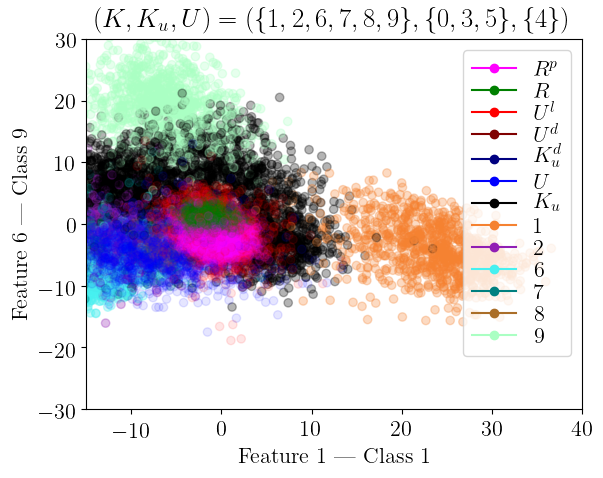 (K, K_u, U) = ({1, 2, 6, 7, 8, 9}, {0, 3, 5}, {4})
30
20
10
0
−10
−20
−30
Feature 6 — Class 9
R^p
R
U^l
U^d
K_u^d
U
K_u
1
2
6
7
8
9
−10
0
10
20
30
40
Feature 1 — Class 1